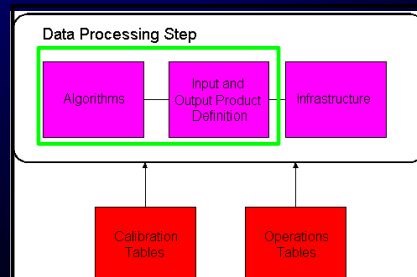 Data Processing Step
Algorithms
Input and
Output Product
Definition
Infrastructure
Calibration
Tables
Operations
Tables